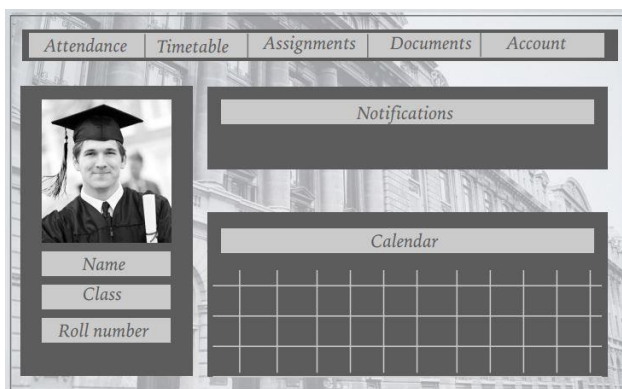 Attendance
Timetable
Assignments
Documents
Account
Notifications
Name
Class
Roll number
Calendar